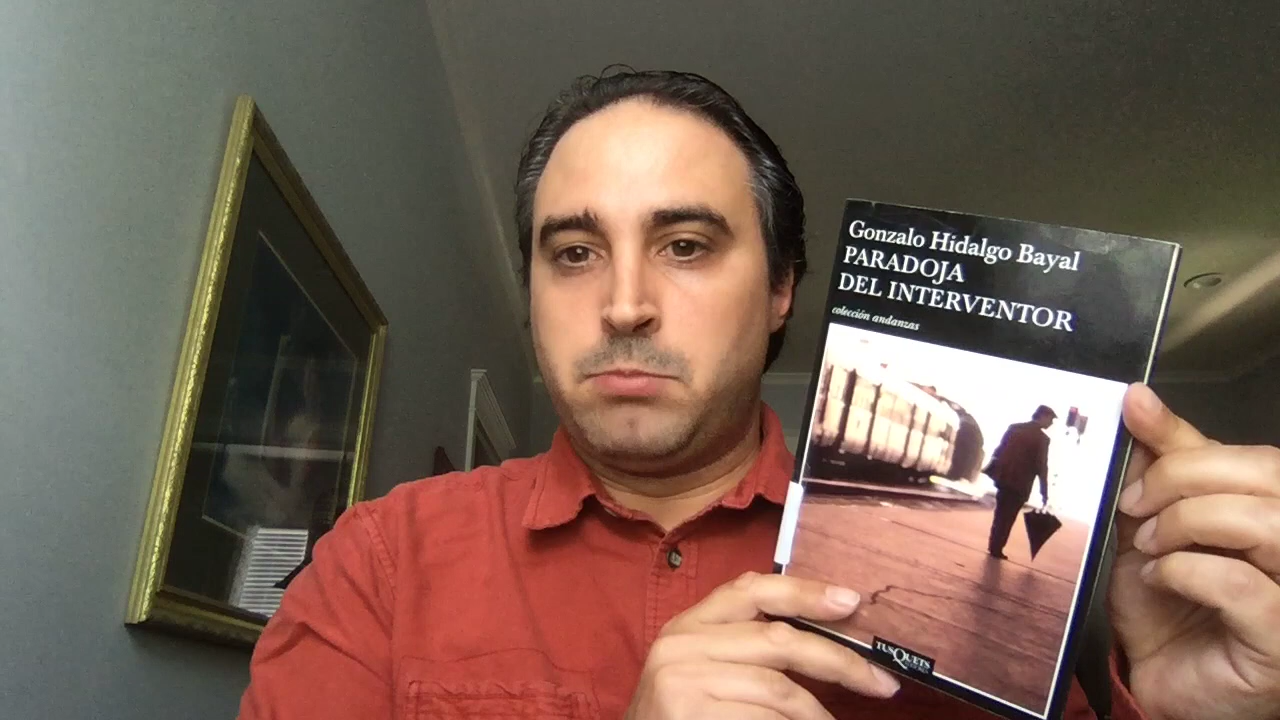 Gonzalo Hidalgo Bayal
PARADOJA
DEL INTERVENTOR
colección andanzas
TUSQUETS